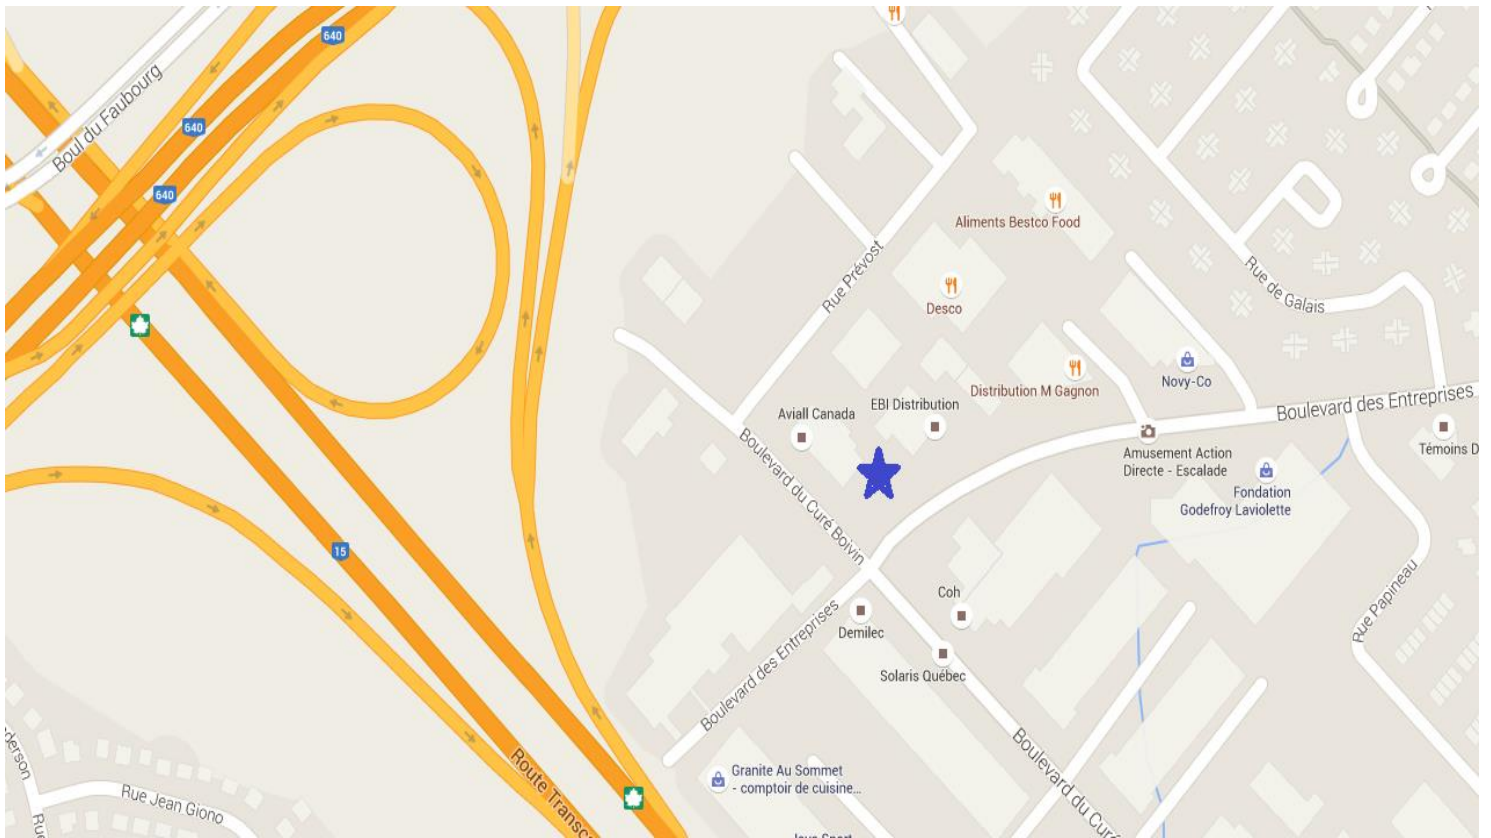 640
Boul du Faubourg
640
640
Aliments Bestco Food
Rue Prévost
Desco
Rue de Galais
Distribution M Gagnon
Novy-Co
Boulevard des Entreprises
Aviall Canada
EBI Distribution
Amusement Action
Directe - Escalade
Témoins D
Fondation
Godefroy Laviolette
Boulevard du Curé Boivin
15
Coh
Demilec
Solaris Québec
Rue Papineau
Boulevard des Entreprises
Granite Au Sommet
- comptoir de cuisine...
Route Transc
Boulevard du Curé
derson
Rue Jean Giono
Rue